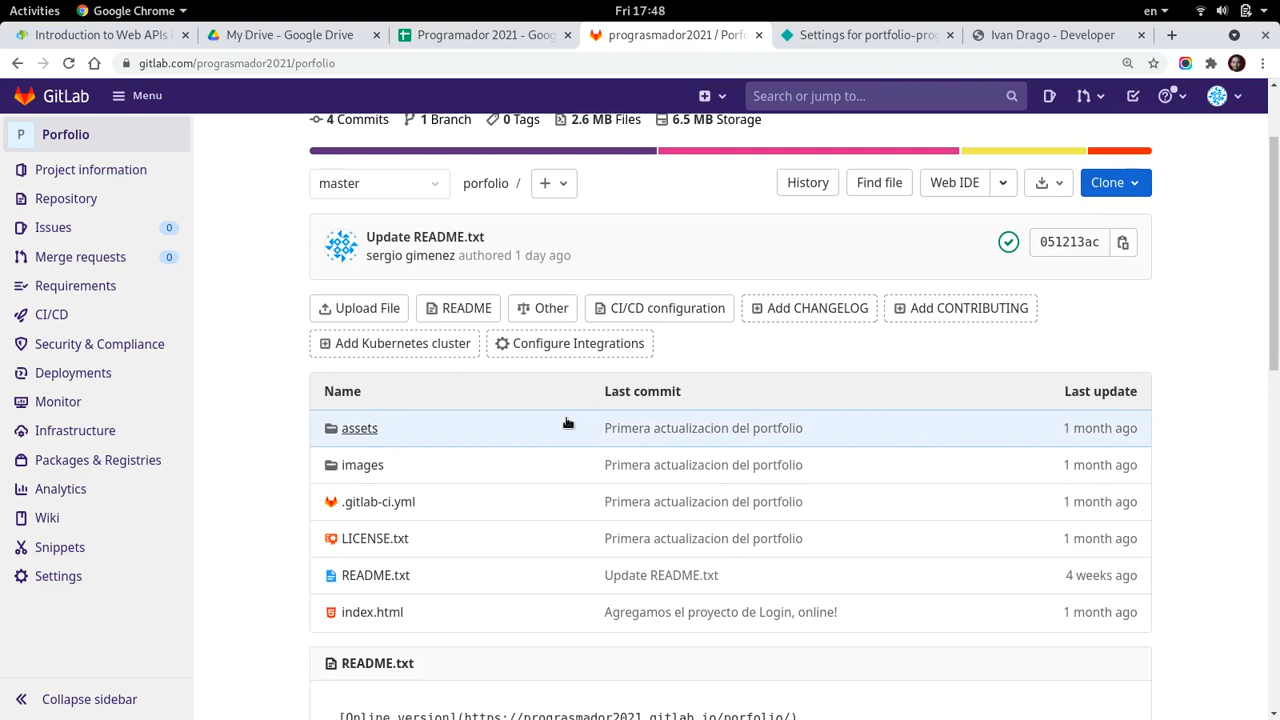 Activities Google Chrome Fri 17:48 en
Introduction to Web APIs i My Drive - Google Drive Programador 2021 - Goog prograsmador2021 / Porfo Settings for portfolio-prog Ivan Drago - Developer
gitlab.com/prograsmador2021/porfolio
GitLab Menu Search or jump to...
P Porfolio
Project information
Repository
Issues 0
Merge requests 0
Requirements
CI/CD
Security & Compliance
Deployments
Monitor
Infrastructure
Packages & Registries
Analytics
Wiki
Snippets
Settings
Collapse sidebar
4 Commits 1 Branch 0 Tags 2.6 MB Files 6.5 MB Storage
master porfolio / + History Find file Web IDE Clone
Update README.txt
sergio gimenez authored 1 day ago 051213ac
Upload File README Other CI/CD configuration Add CHANGELOG Add CONTRIBUTING
Add Kubernetes cluster Configure Integrations
Name Last commit Last update
assets Primera actualizacion del portfolio 1 month ago
images Primera actualizacion del portfolio 1 month ago
.gitlab-ci.yml Primera actualizacion del portfolio 1 month ago
LICENSE.txt Primera actualizacion del portfolio 1 month ago
README.txt Update README.txt 4 weeks ago
index.html Agregamos el proyecto de Login, online! 1 month ago
README.txt
[Online version](https://prograsmador2021.gitlab.io/porfolio/)